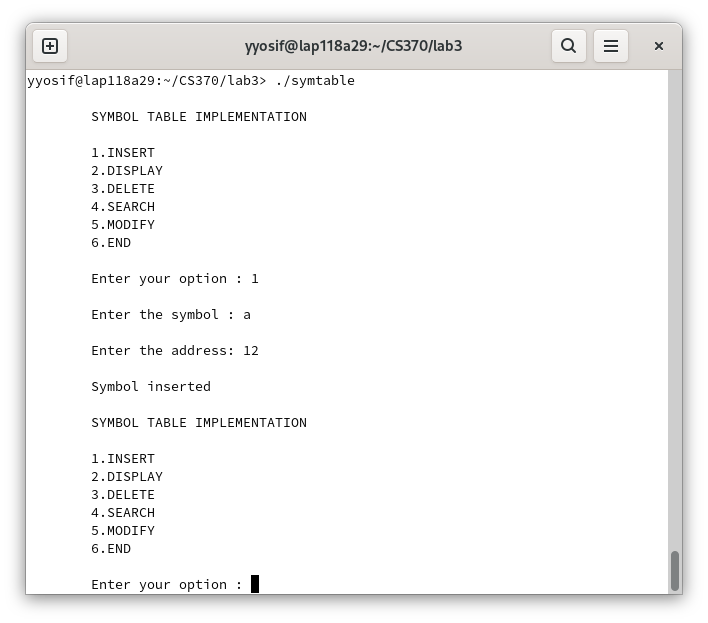 yyosif@lap118a29:~/CS370/lab3
yyosif@lap118a29:~/CS370/lab3> ./symtable
SYMBOL TABLE IMPLEMENTATION
1.INSERT
2.DISPLAY
3.DELETE
4.SEARCH
5.MODIFY
6.END
Enter your option : 1
Enter the symbol : a
Enter the address: 12
Symbol inserted
SYMBOL TABLE IMPLEMENTATION
1.INSERT
2.DISPLAY
3.DELETE
4.SEARCH
5.MODIFY
6.END
Enter your option :